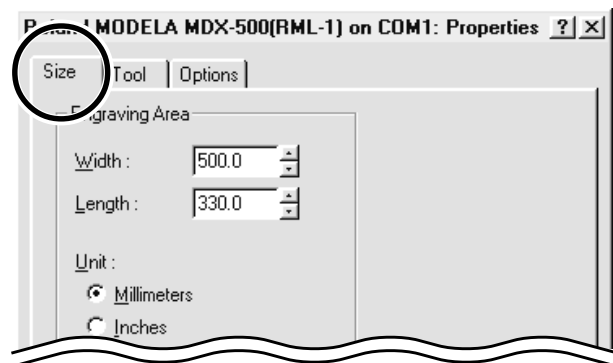 MODELA MDX-500(RML-1) on COM1: Properties ? ×
Size Tool Options
Engraving Area
Width : 500.0
Length : 330.0
Unit :
Millimeters
Inches